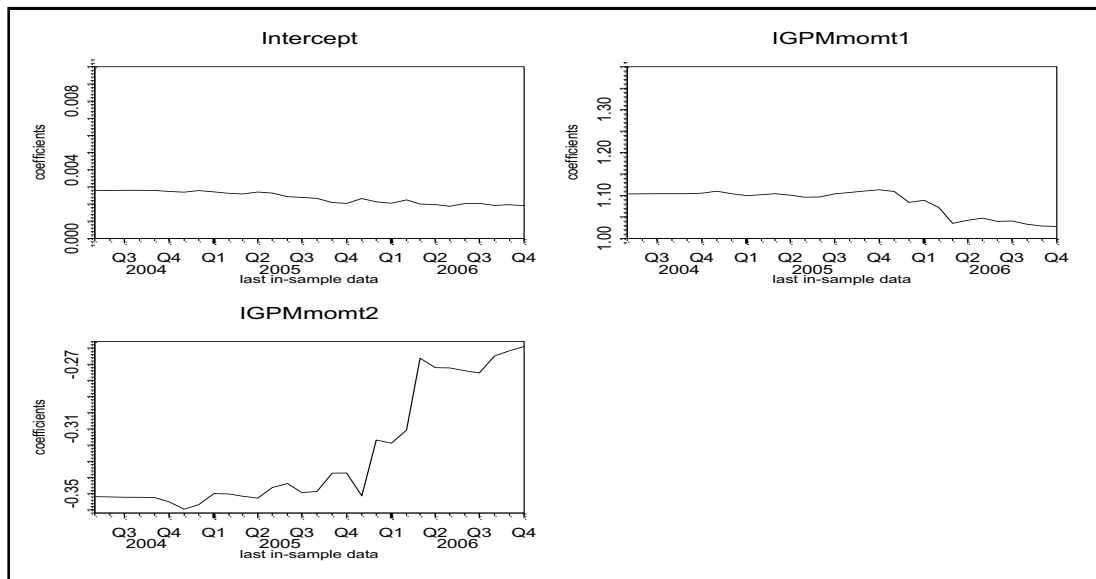 Intercept
coefficients
0.000 0.004 0.008
Q3 Q4 Q1 Q2 Q3 Q4 Q1 Q2 Q3 Q4
2004 2005 2006
last in-sample data
IGPMmomt1
coefficients
1.00 1.10 1.20 1.30
Q3 Q4 Q1 Q2 Q3 Q4 Q1 Q2 Q3 Q4
2004 2005 2006
last in-sample data
IGPMmomt2
coefficients
-0.35 -0.31 -0.27
Q3 Q4 Q1 Q2 Q3 Q4 Q1 Q2 Q3 Q4
2004 2005 2006
last in-sample data